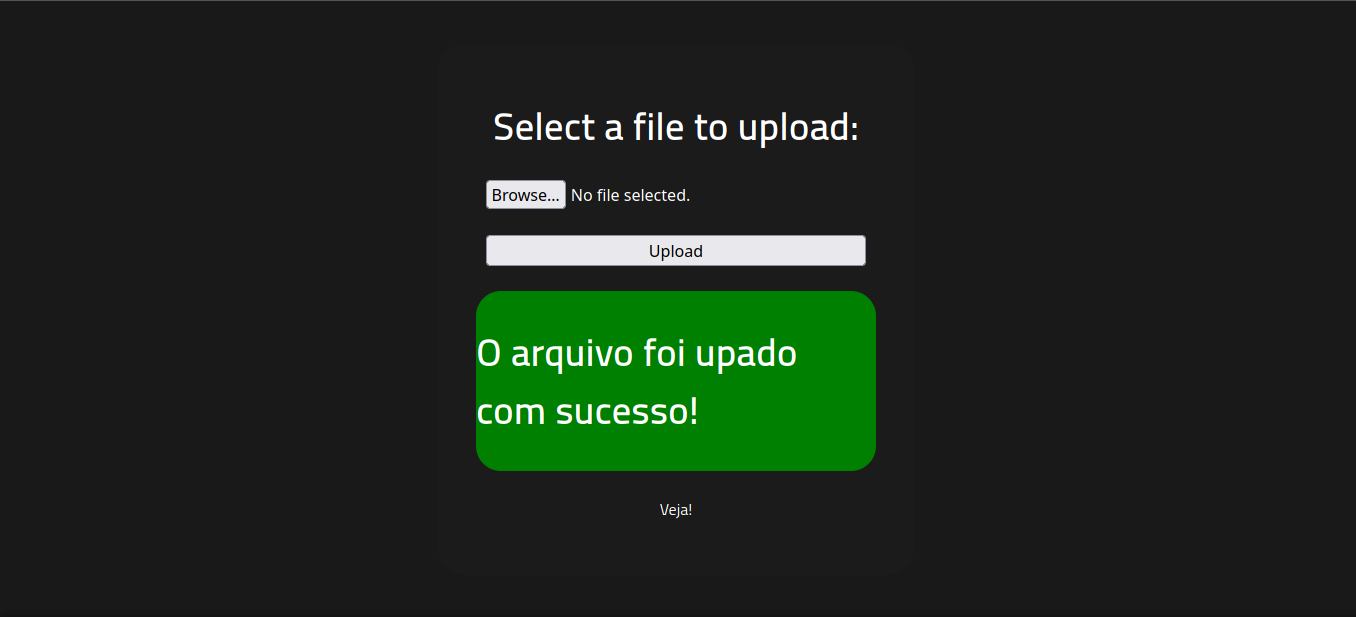 Select a file to upload:
Browse... No file selected.
Upload
O arquivo foi upado
com sucesso!
Veja!